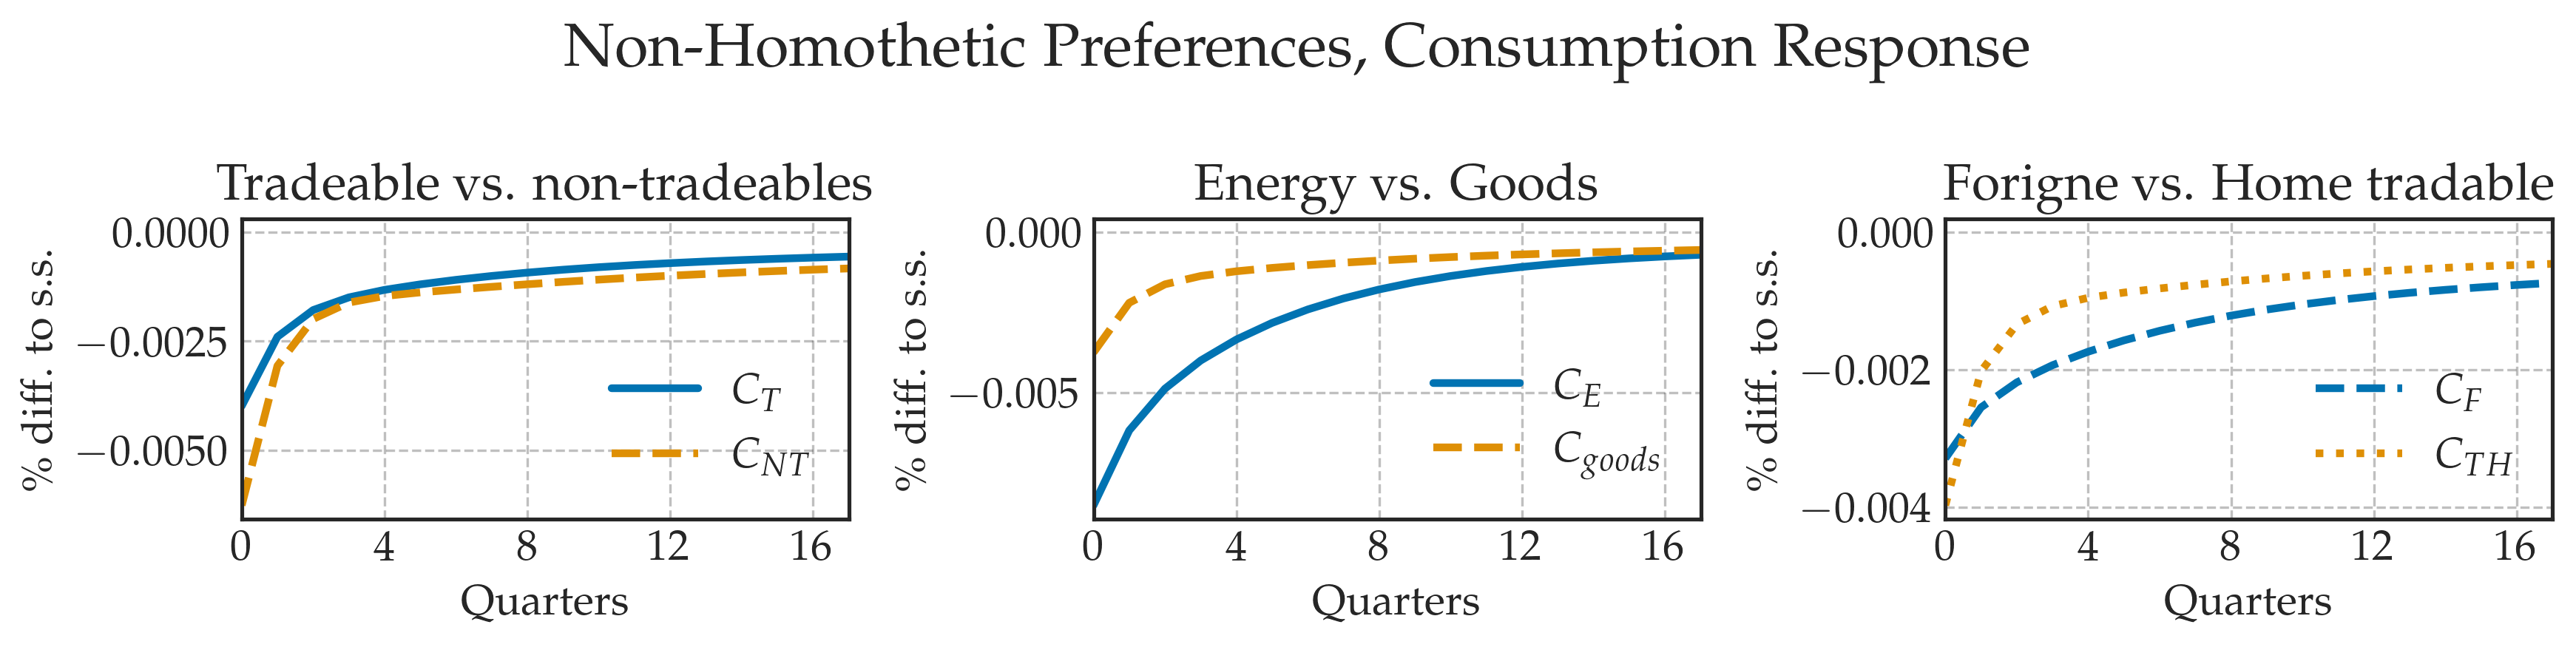 Non-Homothetic Preferences, Consumption Response
Tradeable vs. non-tradeables
0.0000
−0.0025
−0.0050
% diff. to s.s.
C_T
C_{NT}
0 4 8 12 16
Quarters
Energy vs. Goods
0.000
−0.005
% diff. to s.s.
C_E
C_{goods}
0 4 8 12 16
Quarters
Forigne vs. Home tradable
0.000
−0.002
−0.004
% diff. to s.s.
C_F
C_{TH}
0 4 8 12 16
Quarters